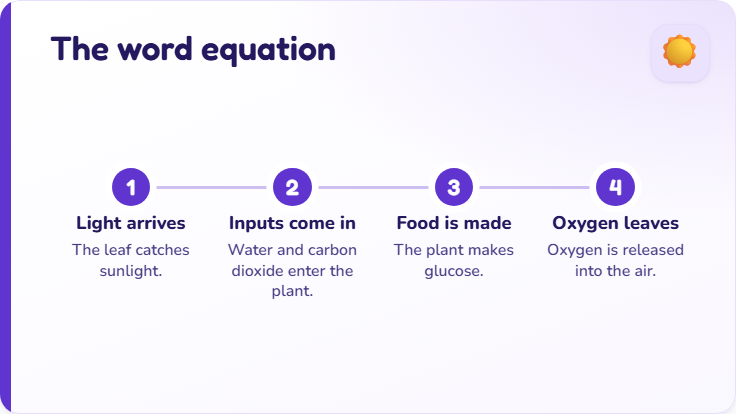 The word equation
1
2
3
4
Light arrives
Inputs come in
Food is made
Oxygen leaves
The leaf catches
sunlight.
Water and carbon
dioxide enter the
plant.
The plant makes
glucose.
Oxygen is released
into the air.